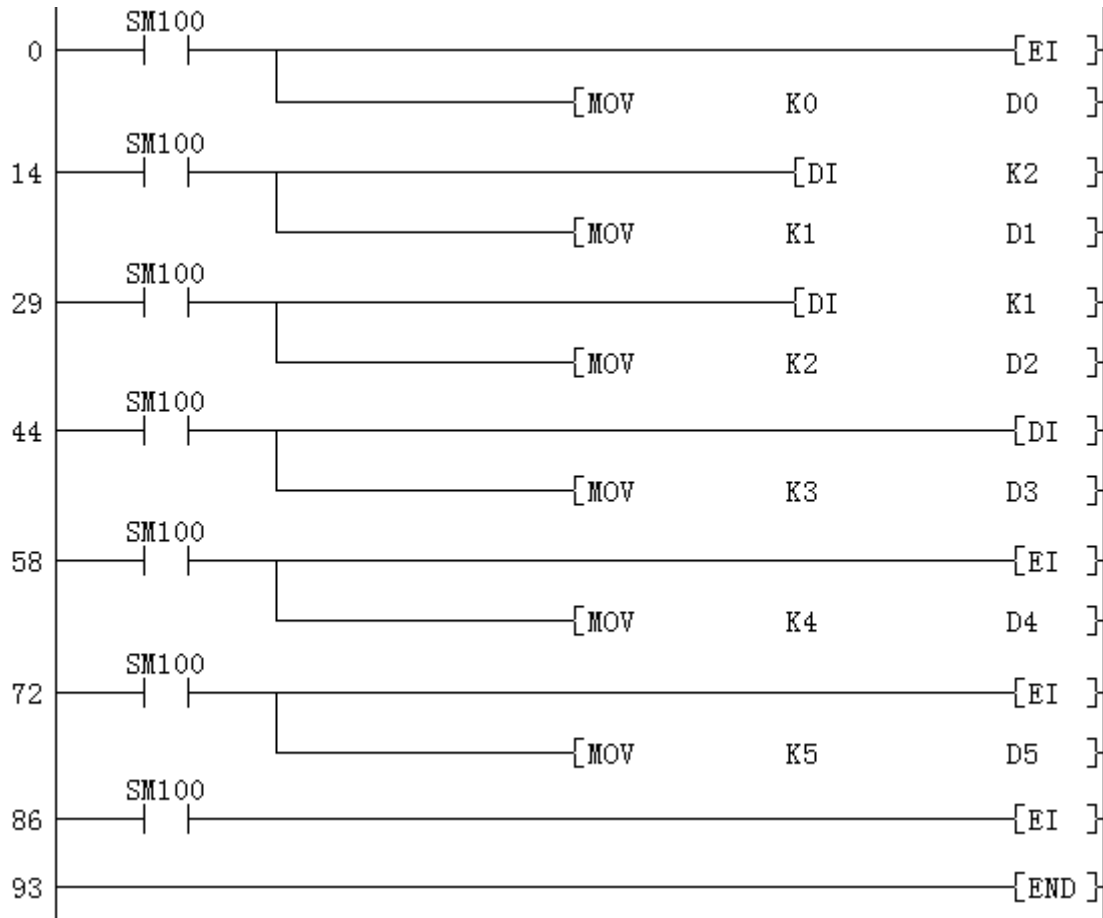 SM100
0 [EI ]
[MOV K0 D0 ]
SM100
14 [DI K2 ]
[MOV K1 D1 ]
SM100
29 [DI K1 ]
[MOV K2 D2 ]
SM100
44 [DI ]
[MOV K3 D3 ]
SM100
58 [EI ]
[MOV K4 D4 ]
SM100
72 [EI ]
[MOV K5 D5 ]
SM100
86 [EI ]
93 [END ]